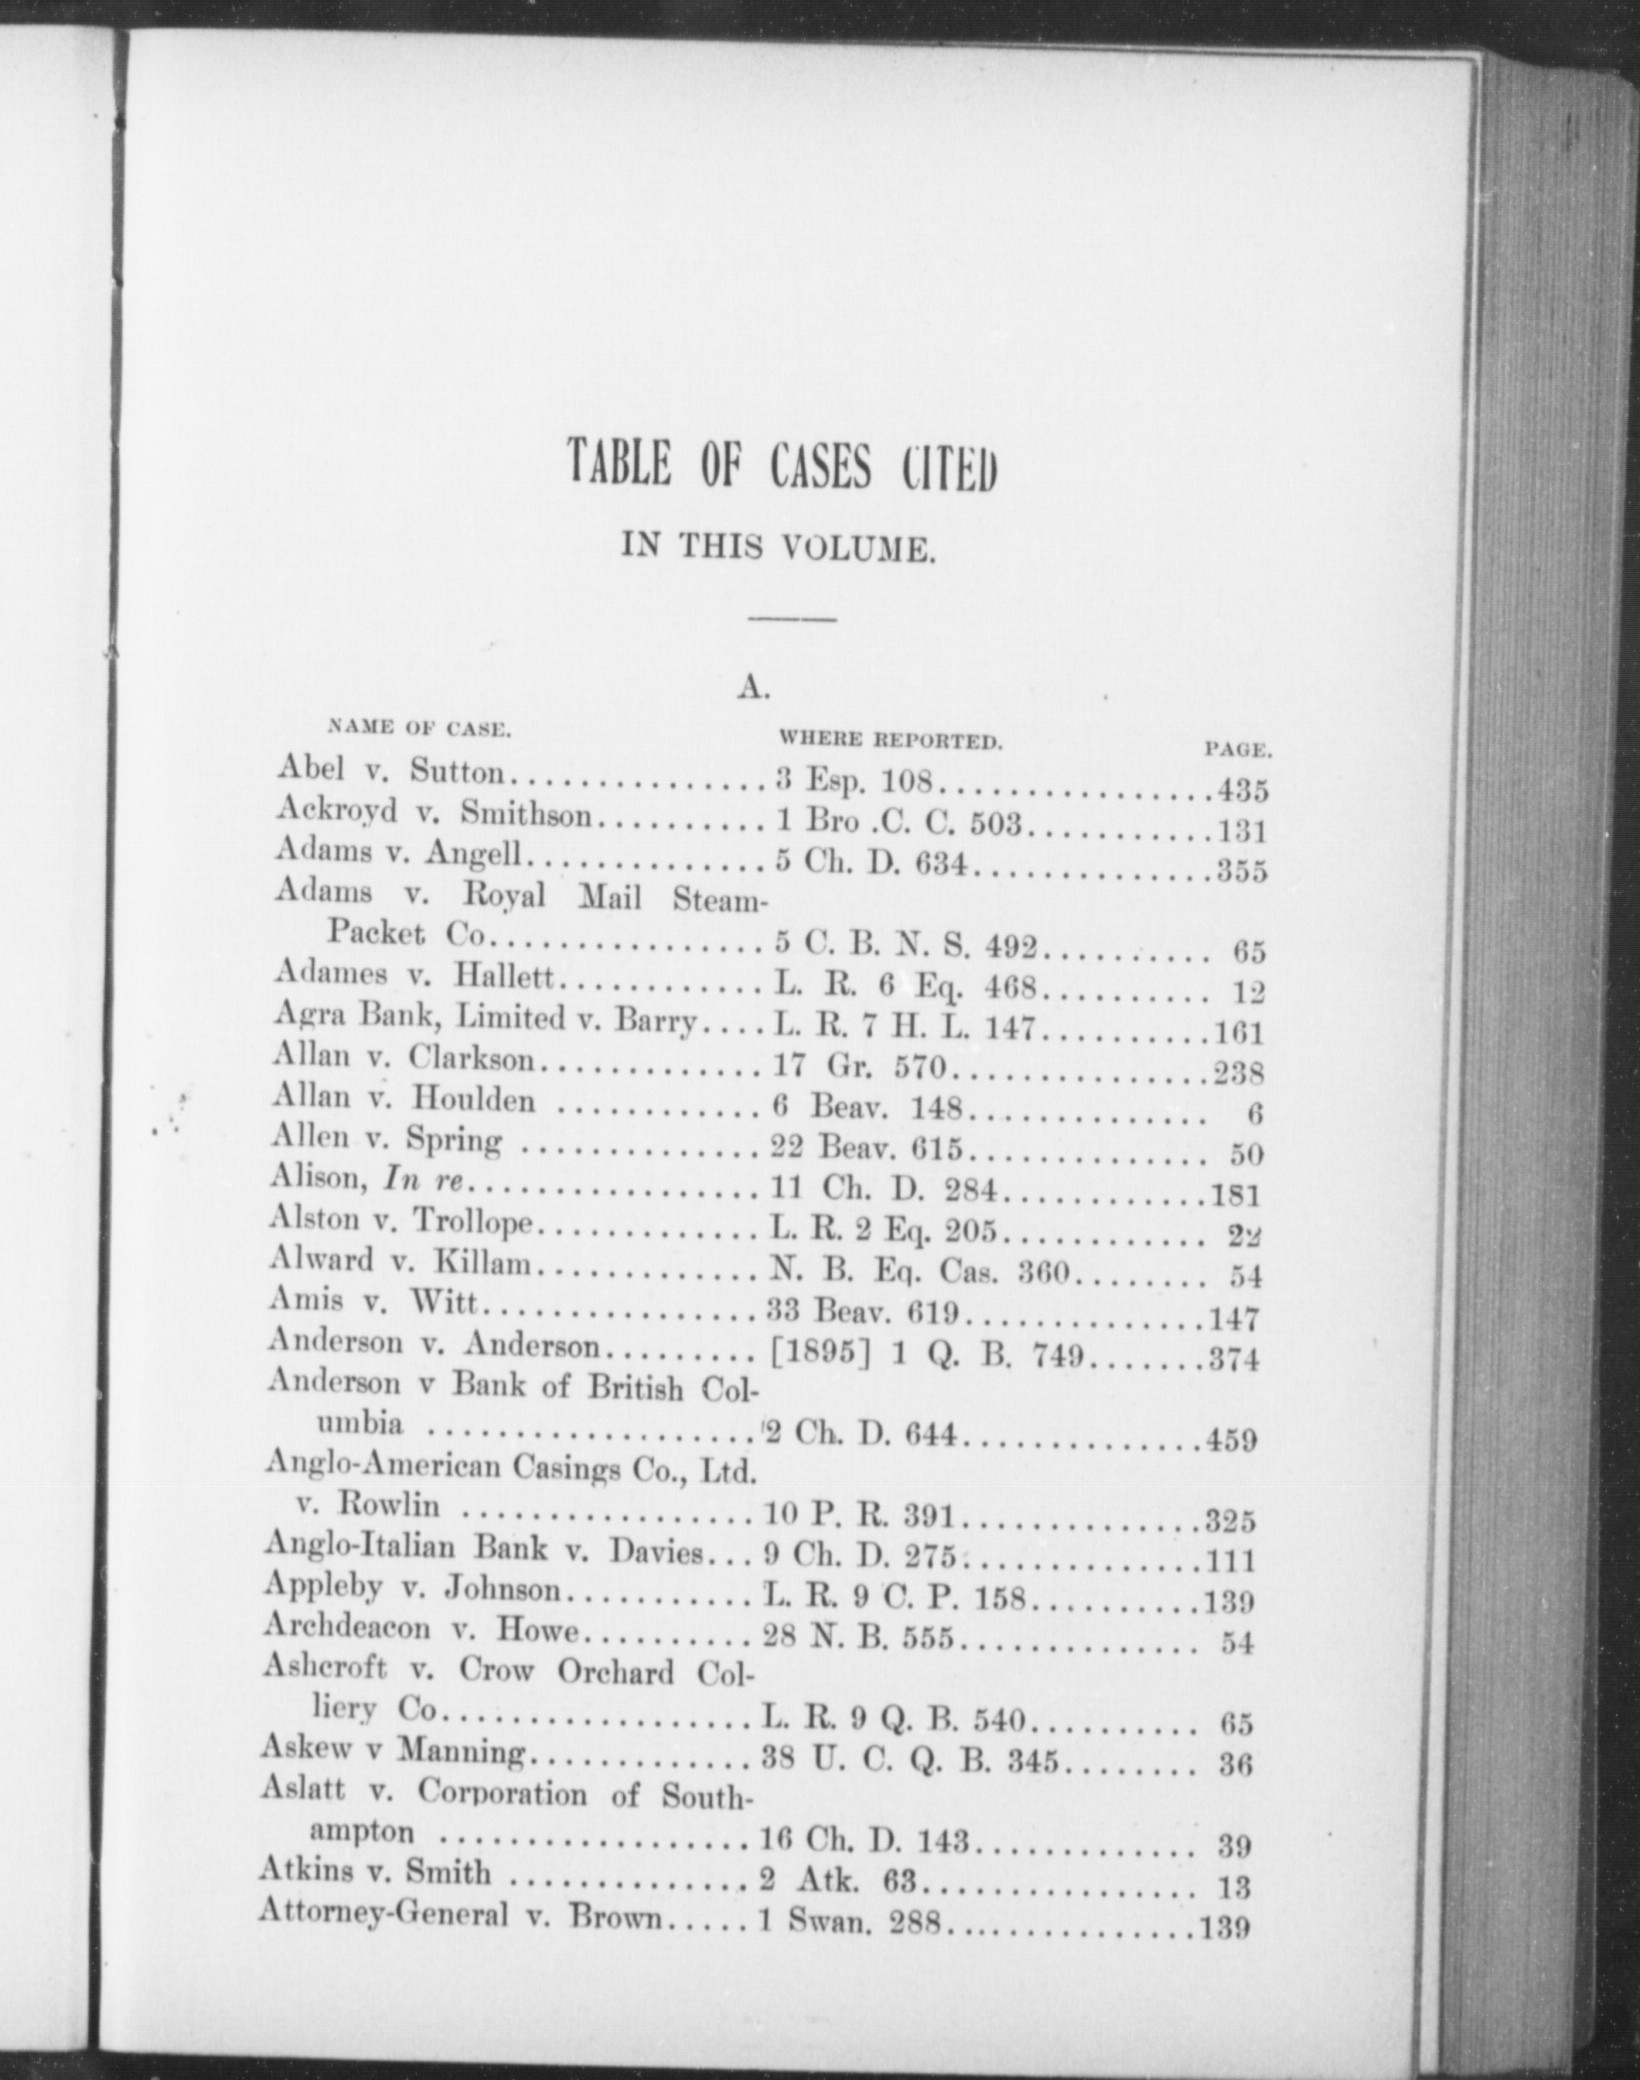 TABLE OF CASES CITED
IN THIS VOLUME.
A.
NAME OF CASE. WHERE REPORTED. PAGE.
Abel v. Sutton...............3 Esp. 108................435
Ackroyd v. Smithson..........1 Bro .C. C. 503...........131
Adams v. Angell..............5 Ch. D. 634..............355
Adams v. Royal Mail Steam-
Packet Co................5 C. B. N. S. 492.......... 65
Adames v. Hallett............L. R. 6 Eq. 468.......... 12
Agra Bank, Limited v. Barry....L. R. 7 H. L. 147..........161
Allan v. Clarkson.............17 Gr. 570...............238
Allan v. Houlden ............6 Beav. 148.............. 6
Allen v. Spring ..............22 Beav. 615.............. 50
Alison, In re.................11 Ch. D. 284............181
Alston v. Trollope.............L. R. 2 Eq. 205............ 22
Alward v. Killam.............N. B. Eq. Cas. 360........ 54
Amis v. Witt................33 Beav. 619..............147
Anderson v. Anderson.........[1895] 1 Q. B. 749.......374
Anderson v Bank of British Col-
umbia ...................2 Ch. D. 644..............459
Anglo-American Casings Co., Ltd.
v. Rowlin .................10 P. R. 391..............325
Anglo-Italian Bank v. Davies...9 Ch. D. 275..............111
Appleby v. Johnson...........L. R. 9 C. P. 158..........139
Archdeacon v. Howe..........28 N. B. 555.............. 54
Ashcroft v. Crow Orchard Col-
liery Co..................L. R. 9 Q. B. 540.......... 65
Askew v Manning.............38 U. C. Q. B. 345........ 36
Aslatt v. Corporation of South-
ampton ..................16 Ch. D. 143............. 39
Atkins v. Smith ..............2 Atk. 63................ 13
Attorney-General v. Brown.....1 Swan. 288...............139